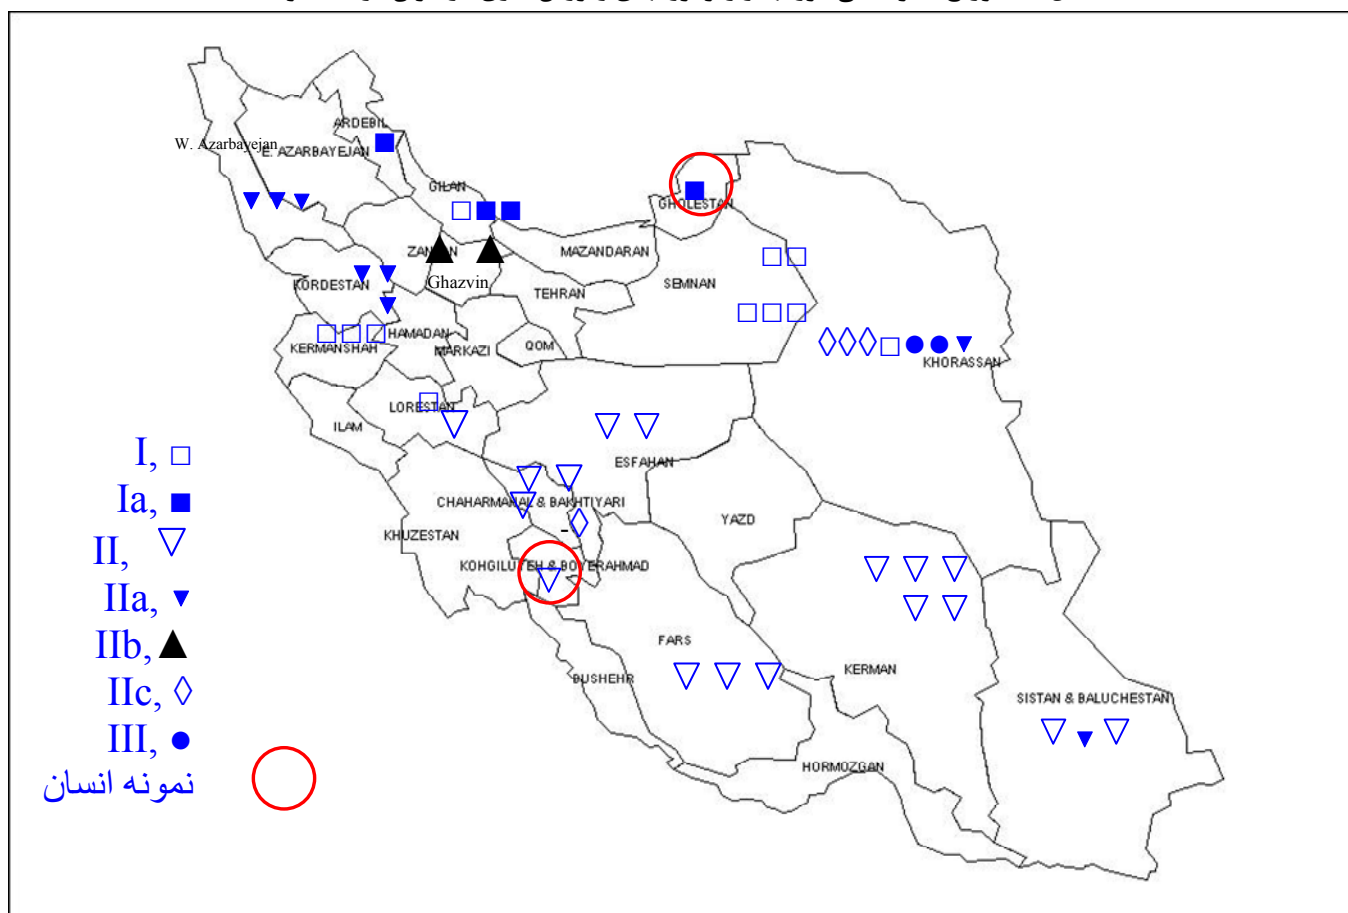 ARDEBIL
W. Azarbayejan
E. AZARBAYEJAN
GILAN
GHOLESTAN
ZANJAN
MAZANDARAN
Ghazvin
KORDESTAN
TEHRAN
SEMNAN
HAMADAN
KERMANSHAH
MARKAZI
QOM
KHORASSAN
LORESTAN
ILAM
ESFAHAN
CHAHARMAHAL & BAKHTIYARI
YAZD
KHUZESTAN
KOHGILUYEH & BOYERAHMAD
FARS
KERMAN
BUSHEHR
SISTAN & BALUCHESTAN
HORMOZGAN
I,
Ia,
II,
IIa,
IIb,
IIc,
III,
نمونه انسان